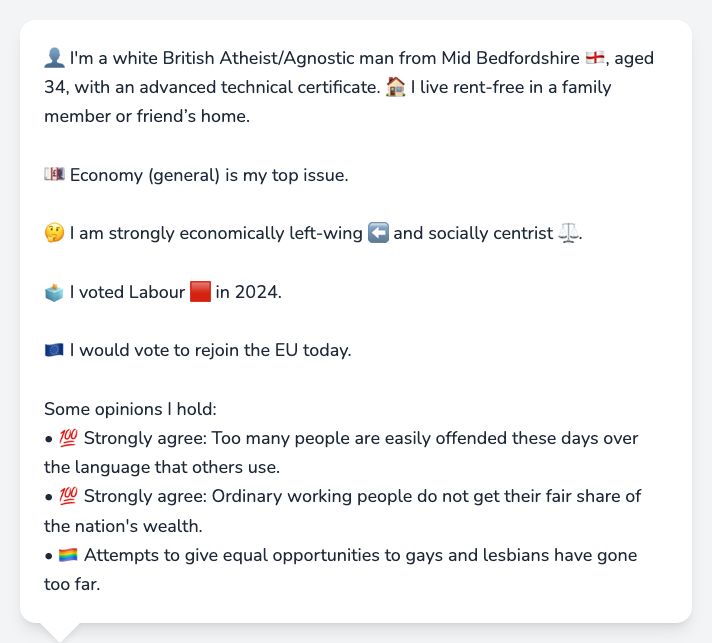 👤 I'm a white British Atheist/Agnostic man from Mid Bedfordshire 🏴󠁧󠁢󠁥󠁮󠁧󠁿, aged
34, with an advanced technical certificate. 🏠 I live rent-free in a family
member or friend’s home.
💷 Economy (general) is my top issue.
🤔 I am strongly economically left-wing ⬅️ and socially centrist ⚖️.
🗳️ I voted Labour 🟥 in 2024.
🇪🇺 I would vote to rejoin the EU today.
Some opinions I hold:
• 💯 Strongly agree: Too many people are easily offended these days over
the language that others use.
• 💯 Strongly agree: Ordinary working people do not get their fair share of
the nation's wealth.
• 🏳️‍🌈 Attempts to give equal opportunities to gays and lesbians have gone
too far.